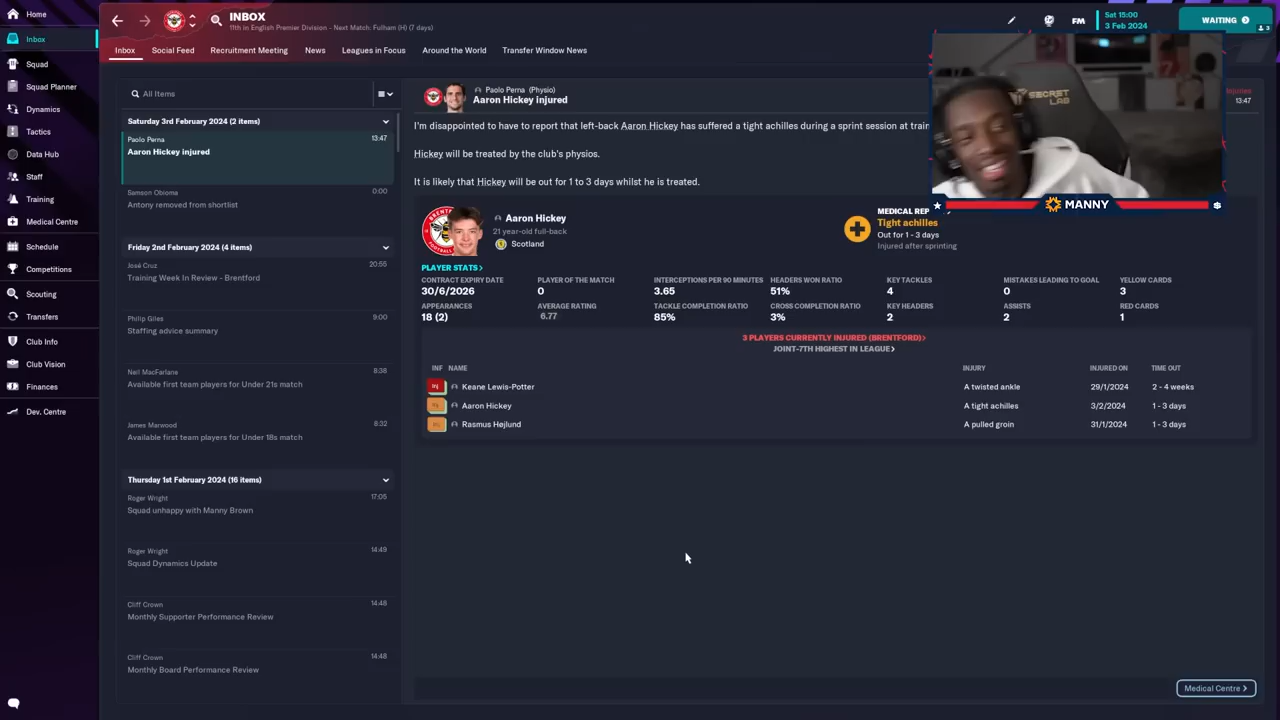 Home
Inbox
Squad
Squad Planner
Dynamics
Tactics
Data Hub
Staff
Training
Medical Centre
Schedule
Competitions
Scouting
Transfers
Club Info
Club Vision
Finances
Dev. Centre
INBOX
11th in English Premier Division - Next Match: Fulham (H) (7 days)
FM
Sat 15:00
3 Feb 2024
WAITING
3
Inbox
Social Feed
Recruitment Meeting
News
Leagues in Focus
Around the World
Transfer Window News
All Items
Saturday 3rd February 2024 (2 items)
Paolo Perna
13:47
Aaron Hickey injured
Samson Obioma
0:00
Antony removed from shortlist
Friday 2nd February 2024 (4 items)
José Cruz
20:55
Training Week In Review - Brentford
Philip Giles
9:00
Staffing advice summary
Neil MacFarlane
8:38
Available first team players for Under 21s match
James Marwood
8:32
Available first team players for Under 18s match
Thursday 1st February 2024 (16 items)
Roger Wright
17:05
Squad unhappy with Manny Brown
Roger Wright
14:49
Squad Dynamics Update
Cliff Crown
14:48
Monthly Supporter Performance Review
Cliff Crown
14:48
Monthly Board Performance Review
Paolo Perna (Physio)
Aaron Hickey injured
13:47
I'm disappointed to have to report that left-back Aaron Hickey has suffered a tight achilles during a sprint session at
Hickey will be treated by the club's physios.
It is likely that Hickey will be out for 1 to 3 days whilst he is treated.
SECRET
LAB
MANNY
Aaron Hickey
21 year-old full-back
Scotland
MEDICAL
Tight achilles
Out for 1 - 3 days
Injured after sprinting
PLAYER STATS
CONTRACT EXPIRY DATE
30/6/2026
PLAYER OF THE MATCH
0
INTERCEPTIONS PER 90 MINUTES
3.65
HEADERS WON RATIO
51%
KEY TACKLES
4
MISTAKES LEADING TO GOAL
0
YELLOW CARDS
3
APPEARANCES
18 (2)
AVERAGE RATING
6.77
TACKLE COMPLETION RATIO
85%
CROSS COMPLETION RATIO
3%
KEY HEADERS
2
ASSISTS
2
RED CARDS
1
3 PLAYERS CURRENTLY INJURED (BRENTFORD)
JOINT-7TH HIGHEST IN LEAGUE
INF NAME INJURY INJURED ON TIME OUT
Inj Keane Lewis-Potter A twisted ankle 29/1/2024 2 - 4 weeks
Aaron Hickey A tight achilles 3/2/2024 1 - 3 days
Rasmus Højlund A pulled groin 31/1/2024 1 - 3 days
Medical Centre